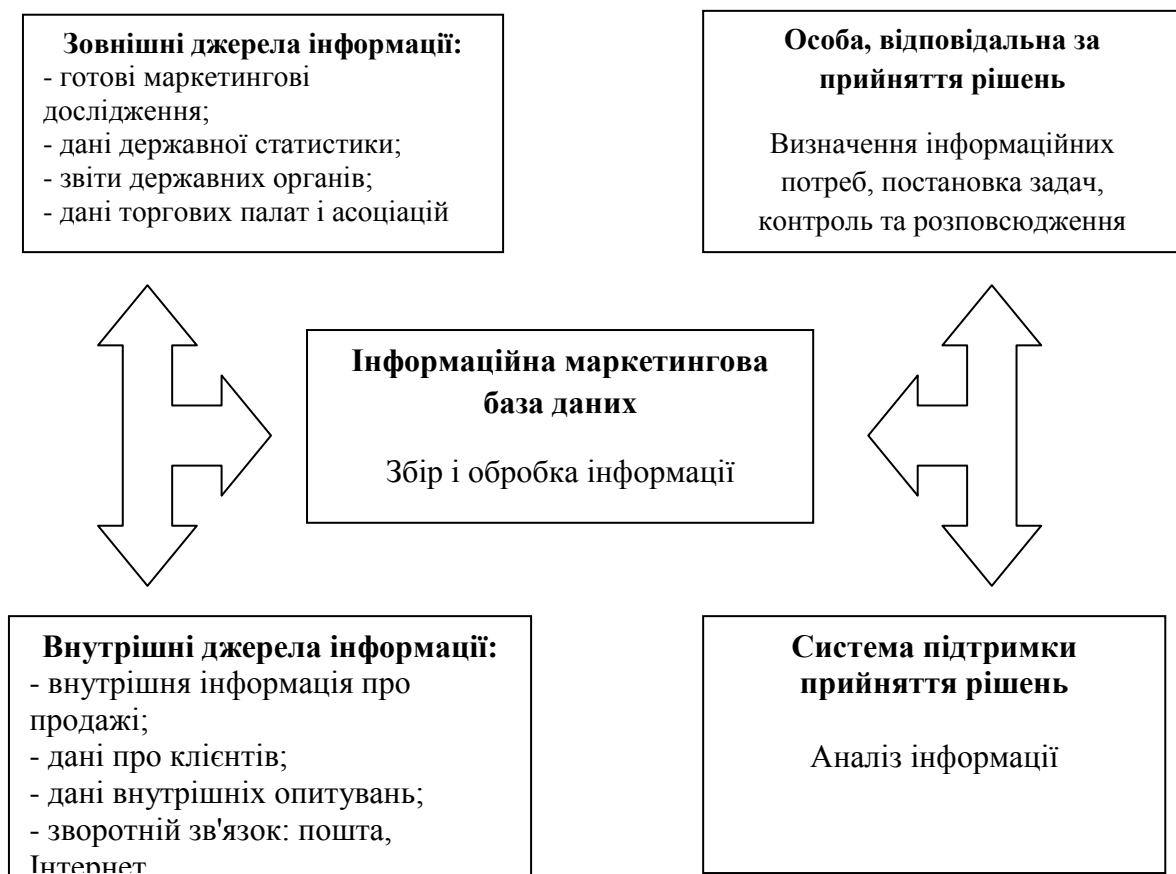 Зовнішні джерела інформації:
- готові маркетингові
дослідження;
- дані державної статистики;
- звіти державних органів;
- дані торгових палат і асоціацій
Особа, відповідальна за
прийняття рішень
Визначення інформаційних
потреб, постановка задач,
контроль та розповсюдження
Інформаційна маркетингова
база даних
Збір і обробка інформації
Внутрішні джерела інформації:
- внутрішня інформація про
продажі;
- дані про клієнтів;
- дані внутрішніх опитувань;
- зворотній зв'язок: пошта,
Інтернет
Система підтримки
прийняття рішень
Аналіз інформації